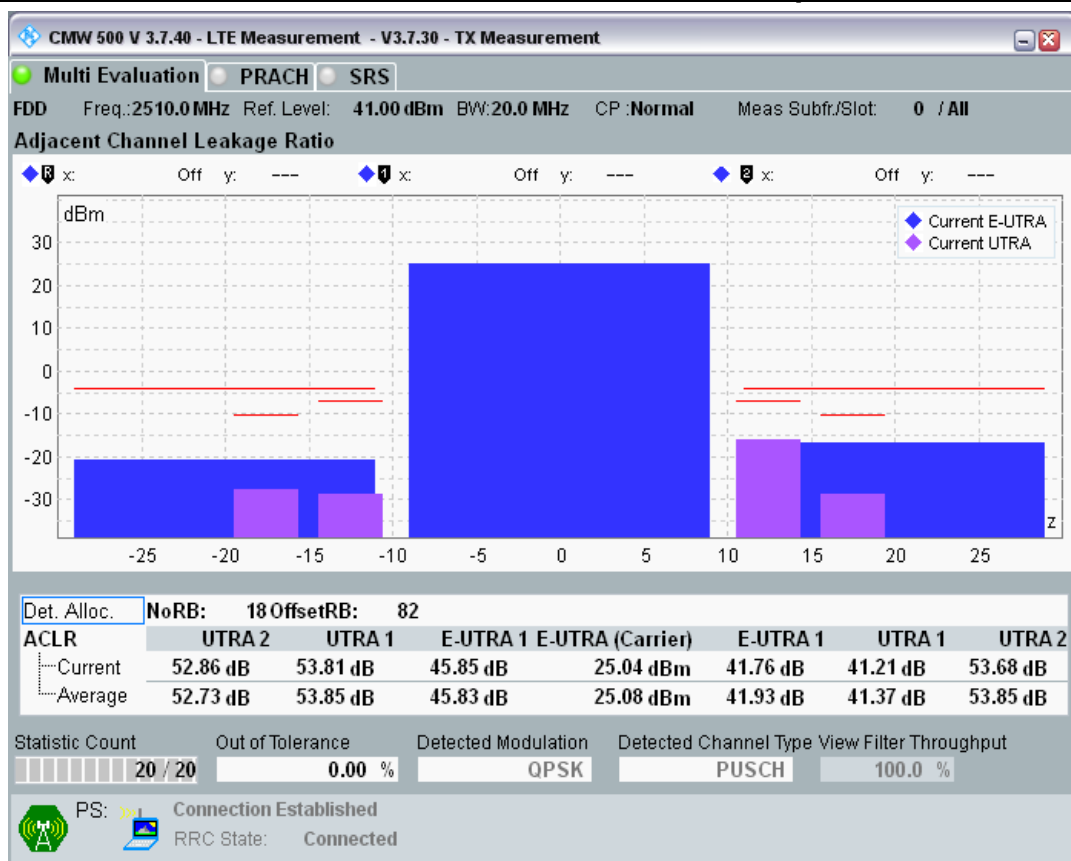 CMW 500 V 3.7.40 - LTE Measurement - V3.7.30 - TX Measurement
Multi Evaluation PRACH SRS
FDD Freq.:2510.0 MHz Ref. Level: 41.00 dBm BW:20.0 MHz CP :Normal Meas Subfr./Slot: 0 / All
Adjacent Channel Leakage Ratio
R x: Off y: --- 1 x: Off y: --- 2 x: Off y: ---
dBm
Current E-UTRA
Current UTRA
30
20
10
0
-10
-20
-30
z
-25 -20 -15 -10 -5 0 5 10 15 20 25
Det. Alloc. NoRB: 18 OffsetRB: 82
ACLR UTRA 2 UTRA 1 E-UTRA 1 E-UTRA (Carrier) E-UTRA 1 UTRA 1 UTRA 2
Current 52.86 dB 53.81 dB 45.85 dB 25.04 dBm 41.76 dB 41.21 dB 53.68 dB
Average 52.73 dB 53.85 dB 45.83 dB 25.08 dBm 41.93 dB 41.37 dB 53.85 dB
Statistic Count Out of Tolerance Detected Modulation Detected Channel Type View Filter Throughput
20 / 20 0.00 % QPSK PUSCH 100.0 %
PS: Connection Established
RRC State: Connected